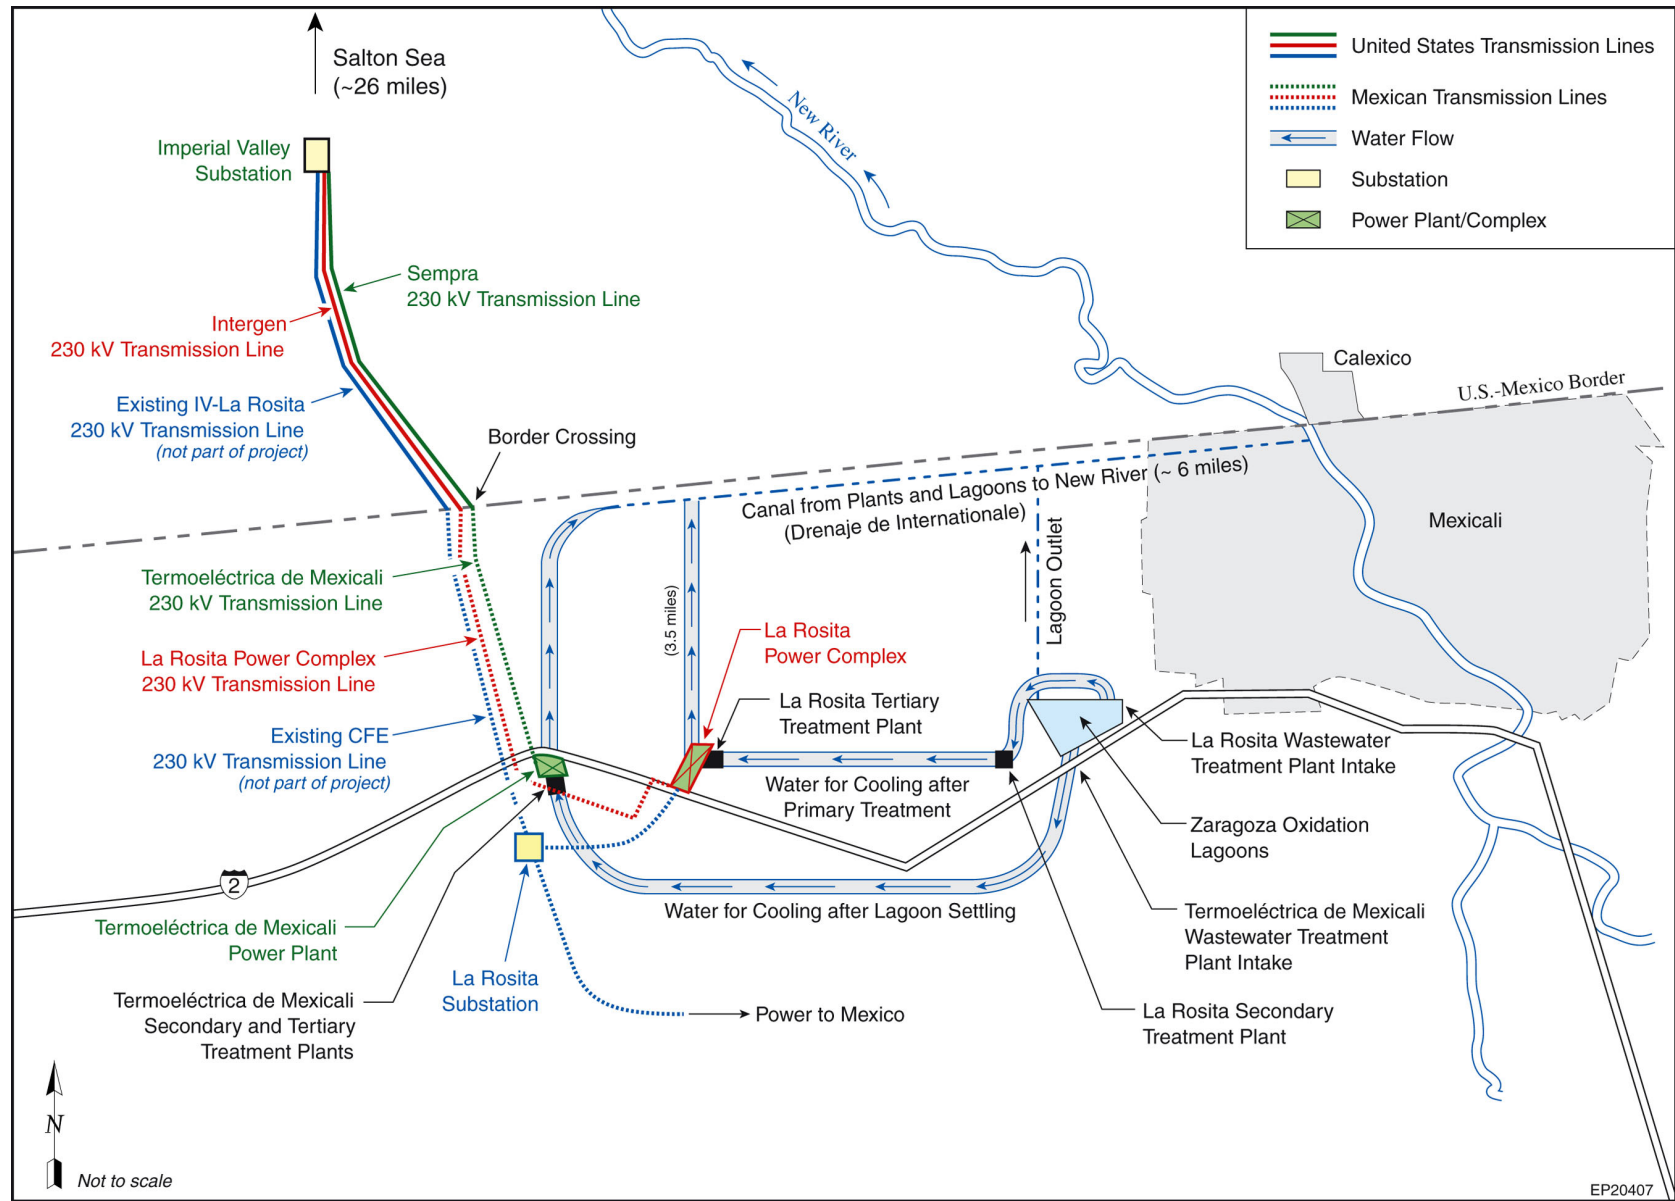 Salton Sea
(~26 miles)
United States Transmission Lines
Mexican Transmission Lines
Water Flow
Substation
Power Plant/Complex
New River
Imperial Valley
Substation
Sempra
230 kV Transmission Line
Intergen
230 kV Transmission Line
Existing IV-La Rosita
230 kV Transmission Line
(not part of project)
Border Crossing
Calexico
U.S.-Mexico Border
Canal from Plants and Lagoons to New River (~ 6 miles)
(Drenaje de Internationale)
Mexicali
Lagoon Outlet
(3.5 miles)
Termoeléctrica de Mexicali
230 kV Transmission Line
La Rosita Power Complex
230 kV Transmission Line
Existing CFE
230 kV Transmission Line
(not part of project)
La Rosita
Power Complex
La Rosita Tertiary
Treatment Plant
Water for Cooling after
Primary Treatment
La Rosita Wastewater
Treatment Plant Intake
Zaragoza Oxidation
Lagoons
2
Water for Cooling after Lagoon Settling
Termoeléctrica de Mexicali
Wastewater Treatment
Plant Intake
Termoeléctrica de Mexicali
Power Plant
La Rosita
Substation
Termoeléctrica de Mexicali
Secondary and Tertiary
Treatment Plants
Power to Mexico
La Rosita Secondary
Treatment Plant
N
Not to scale
EP20407